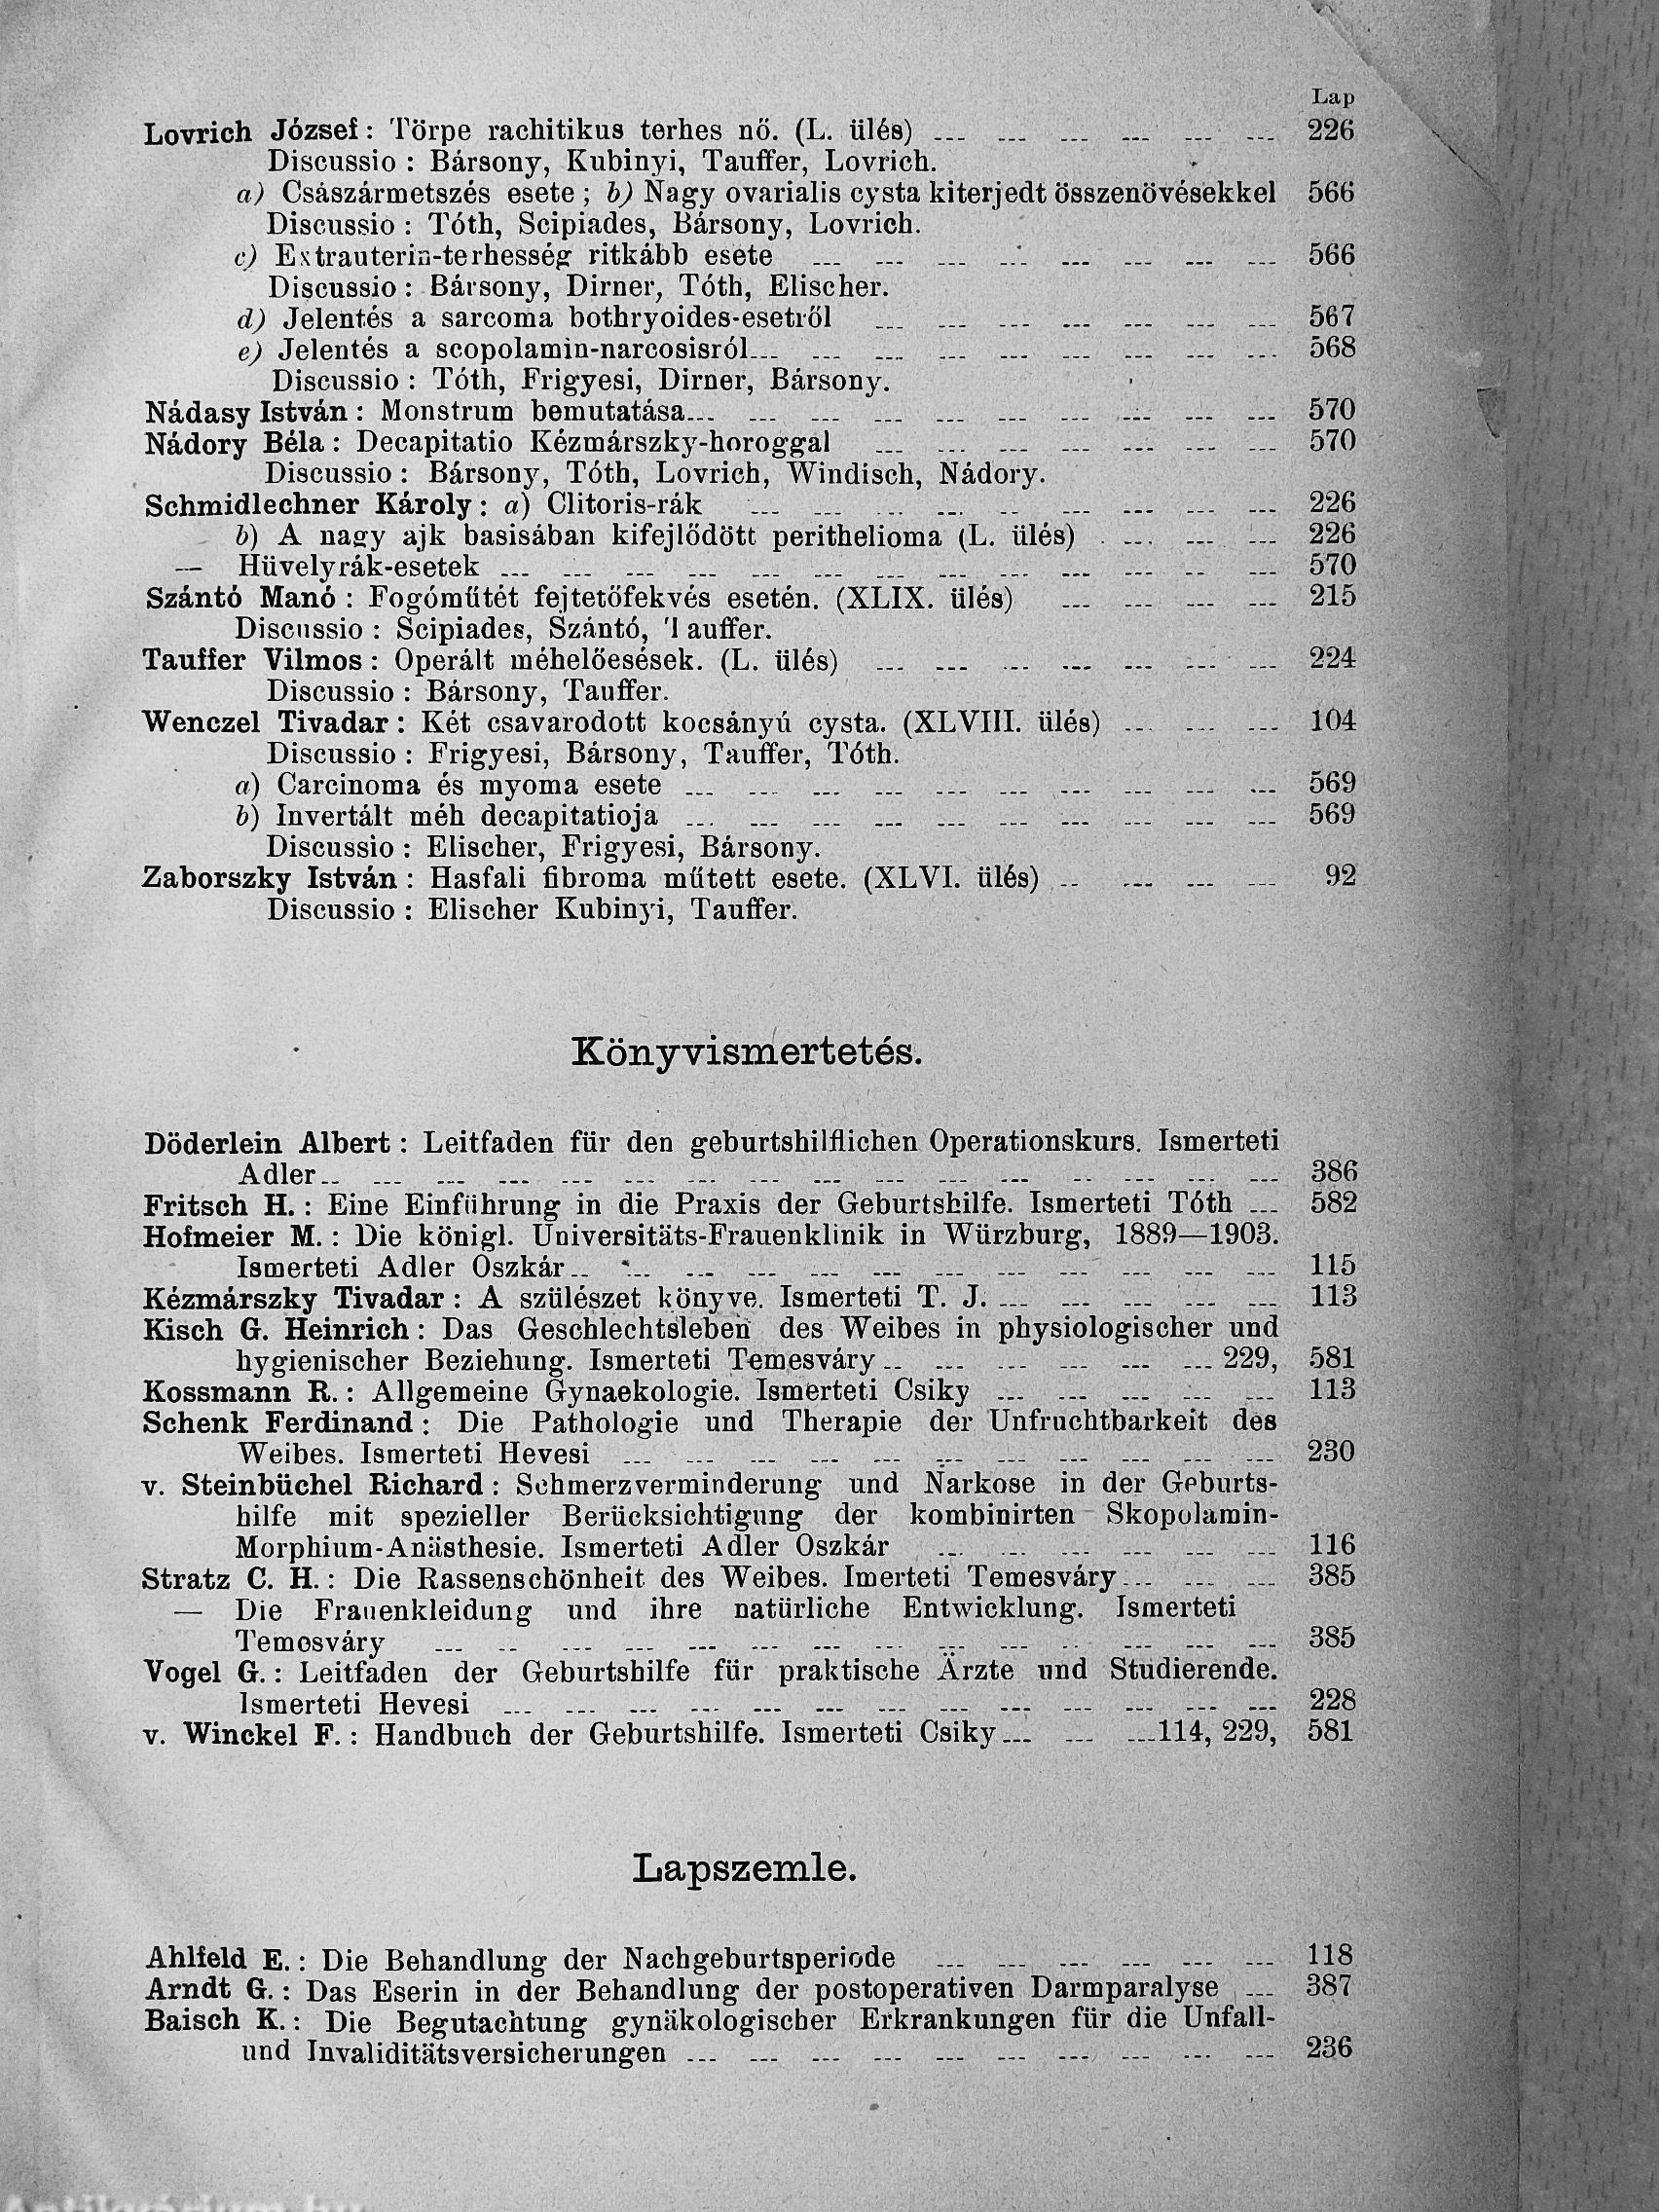 Lap
Lovrich József : Törpe rachitikus terhes nő. (L. ülés) ... ... ... ... ... ... 226
Discussio : Bársony, Kubinyi, Tauffer, Lovrich.
a) Császármetszés esete ; b) Nagy ovarialis cysta kiterjedt összenövésekkel 566
Discussio : Tóth, Scipiades, Bársony, Lovrich.
c) Extrauterin-terhesség ritkább esete ... ... ... ... ... ... ... ... 566
Discussio : Bársony, Dirner, Tóth, Elischer.
d) Jelentés a sarcoma bothryoides-esetről ... ... ... ... ... ... ... 567
e) Jelentés a scopolamin-narcosisról... ... ... ... ... ... ... ... ... 568
Discussio : Tóth, Frigyesi, Dirner, Bársony.
Nádasy István : Monstrum bemutatása... ... ... ... ... ... ... ... ... ... 570
Nádory Béla : Decapitatio Kézmárszky-horoggal ... ... ... ... ... ... ... 570
Discussio : Bársony, Tóth, Lovrich, Windisch, Nádory.
Schmidlechner Károly : a) Clitoris-rák ... ... ... ... ... ... ... ... ... 226
b) A nagy ajk basisában kifejlődött perithelioma (L. ülés) . ... ... ... 226
— Hüvelyrák-esetek ... ... ... ... ... ... ... ... ... ... ... ... ... 570
Szántó Manó : Fogóműtét fejtetőfekvés esetén. (XLIX. ülés) ... ... ... ... 215
Discussio : Scipiades, Szántó, Tauffer.
Tauffer Vilmos : Operált méhelőesések. (L. ülés) ... ... ... ... ... ... ... 224
Discussio : Bársony, Tauffer.
Wenczel Tivadar : Két csavarodott kocsányú cysta. (XLVIII. ülés) ... ... ... 104
Discussio : Frigyesi, Bársony, Tauffer, Tóth.
a) Carcinoma és myoma esete ... ... ... ... ... ... ... ... ... ... 569
b) Invertált méh decapitatioja ... ... ... ... ... ... ... ... ... ... 569
Discussio : Elischer, Frigyesi, Bársony.
Zaborszky István : Hasfali fibroma műtett esete. (XLVI. ülés) .. ... ... ... 92
Discussio : Elischer Kubinyi, Tauffer.
Könyvismertetés.
Döderlein Albert : Leitfaden für den geburtshilflichen Operationskurs. Ismerteti
Adler... ... ... ... ... ... ... ... ... ... ... ... ... ... ... ... 386
Fritsch H. : Eine Einführung in die Praxis der Geburtshilfe. Ismerteti Tóth ... 582
Hofmeier M. : Die königl. Universitäts-Frauenklinik in Würzburg, 1889—1903.
Ismerteti Adler Oszkár... ... ... ... ... ... ... ... ... ... ... ... 115
Kézmárszky Tivadar : A szülészet könyve. Ismerteti T. J. ... ... ... ... ... 113
Kisch G. Heinrich : Das Geschlechtsleben des Weibes in physiologischer und
hygienischer Beziehung. Ismerteti Temesváry... ... ... ... ... ... 229, 581
Kossmann R. : Allgemeine Gynaekologie. Ismerteti Csiky ... ... ... ... ... 113
Schenk Ferdinand : Die Pathologie und Therapie der Unfruchtbarkeit des
Weibes. Ismerteti Hevesi ... ... ... ... ... ... ... ... ... ... ... 230
v. Steinbüchel Richard : Schmerzverminderung und Narkose in der Geburts-
hilfe mit spezieller Berücksichtigung der kombinirten Skopolamin-
Morphium-Anästhesie. Ismerteti Adler Oszkár ... ... ... ... ... ... 116
Stratz C. H. : Die Rassenschönheit des Weibes. Imerteti Temesváry... ... ... 385
— Die Frauenkleidung und ihre natürliche Entwicklung. Ismerteti
Temosváry ... ... ... ... ... ... ... ... ... ... ... ... ... ... 385
Vogel G. : Leitfaden der Geburtshilfe für praktische Ärzte und Studierende.
Ismerteti Hevesi ... ... ... ... ... ... ... ... ... ... ... ... ... 228
v. Winckel F. : Handbuch der Geburtshilfe. Ismerteti Csiky... ... ...114, 229, 581
Lapszemle.
Ahlfeld E. : Die Behandlung der Nachgeburtsperiode ... ... ... ... ... ... 118
Arndt G. : Das Eserin in der Behandlung der postoperativen Darmparalyse ... 387
Baisch K. : Die Begutachtung gynäkologischer Erkrankungen für die Unfall-
und Invaliditätsversicherungen ... ... ... ... ... ... ... ... ... ... 236
Antikvárium.hu